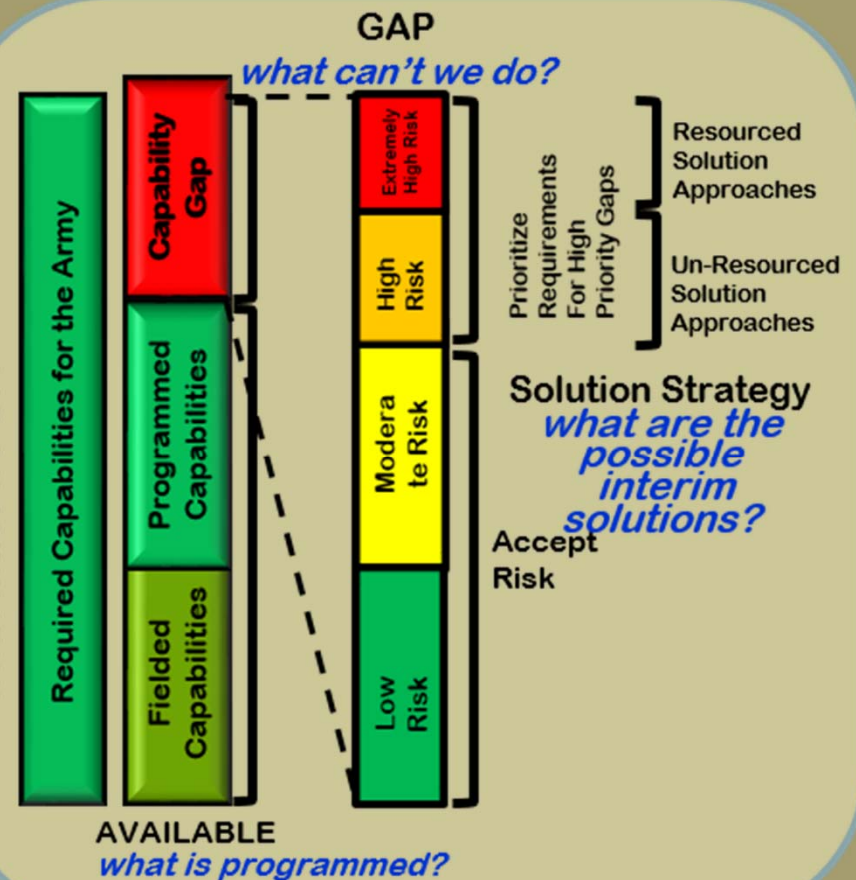 GAP
what can't we do?
Required Capabilities for the Army
Capability
Gap
Programmed
Capabilities
Fielded
Capabilities
AVAILABLE
what is programmed?
Extremely
High Risk
High
Risk
Modera
te Risk
Low
Risk
Prioritize
Requirements
For High
Priority Gaps
Resourced
Solution
Approaches
Un-Resourced
Solution
Approaches
Solution Strategy
what are the
possible
interim
solutions?
Accept
Risk